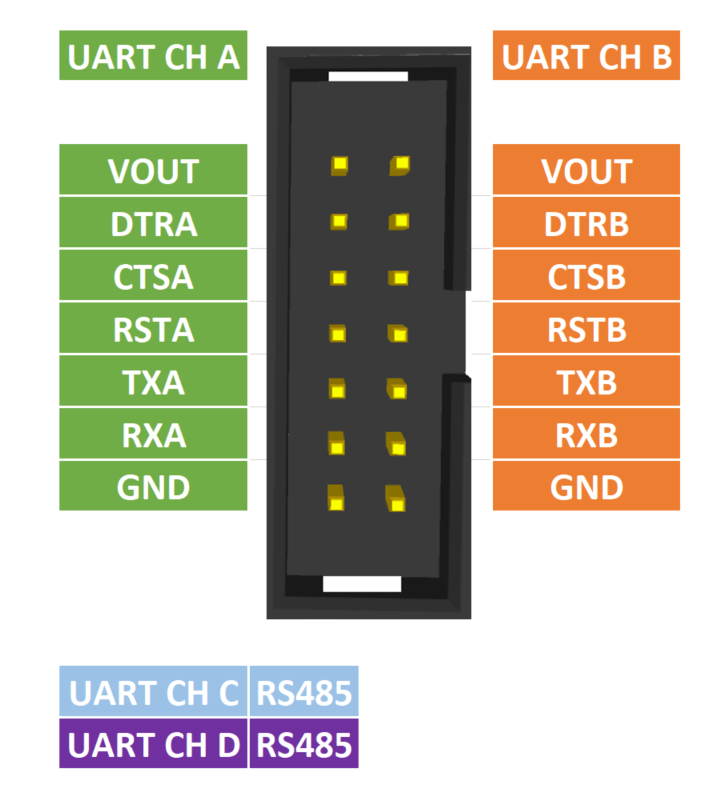 UART CH A UART CH B
VOUT VOUT
DTRA DTRB
CTSA CTSB
RSTA RSTB
TXA TXB
RXA RXB
GND GND
UART CH C RS485
UART CH D RS485